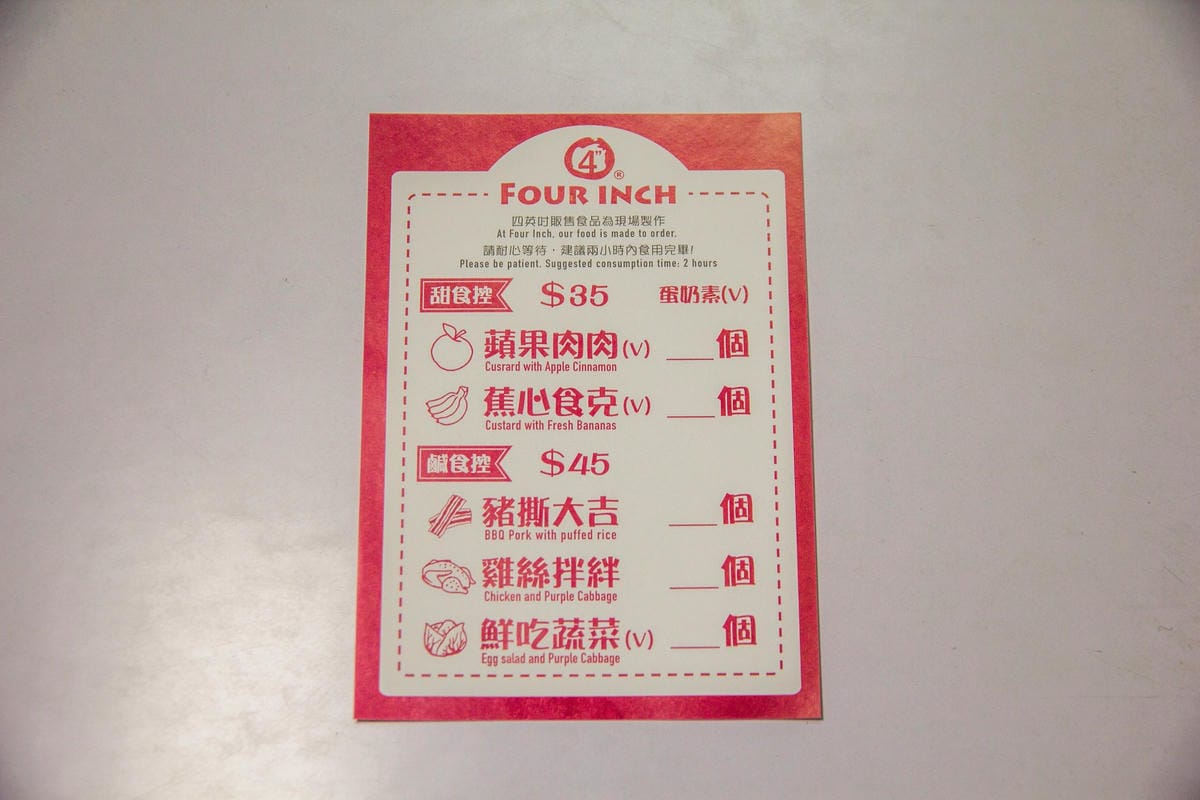 4"®
FOUR INCH
四英吋販售食品為現場製作
At Four Inch, our food is made to order.
請耐心等待，建議兩小時內食用完畢!
Please be patient. Suggested consumption time: 2 hours
甜食控 $35 蛋奶素(V)
蘋果肉肉(V) ___個
Cusrard with Apple Cinnamon
蕉心食克(V) ___個
Custard with Fresh Bananas
鹹食控 $45
豬撕大吉 ___個
BBQ Pork with puffed rice
雞絲拌絆 ___個
Chicken and Purple Cabbage
鮮吃蔬菜(V) ___個
Egg salad and Purple Cabbage